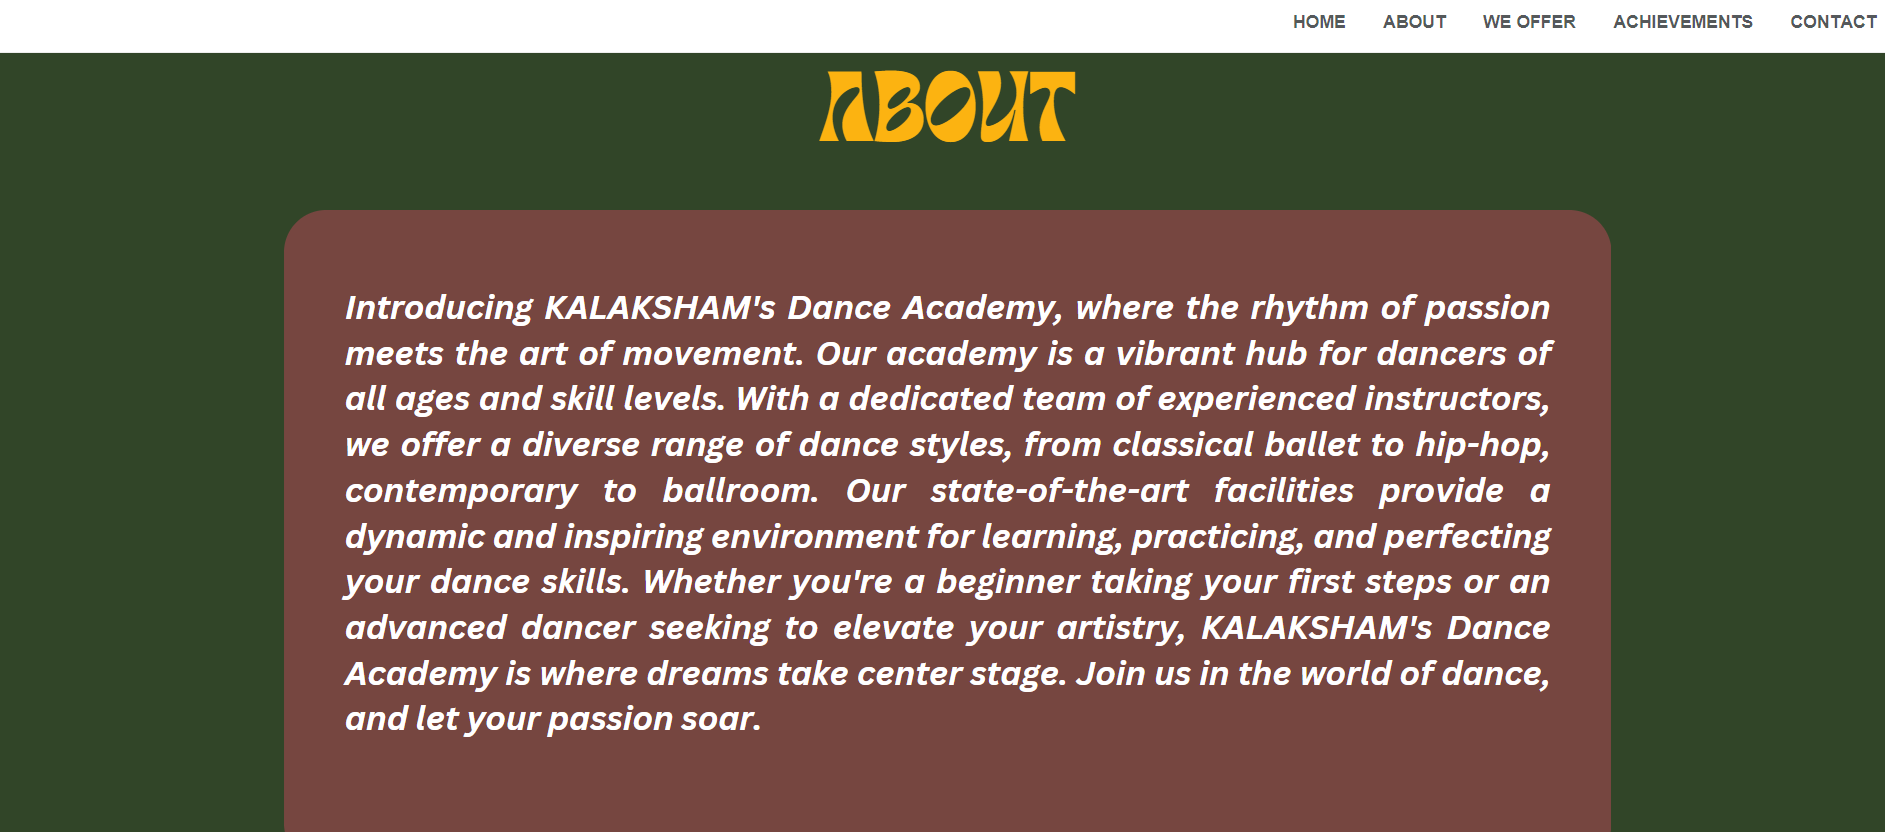 HOME ABOUT WE OFFER ACHIEVEMENTS CONTACT
ABOUT
Introducing KALAKSHAM's Dance Academy, where the rhythm of passion
meets the art of movement. Our academy is a vibrant hub for dancers of
all ages and skill levels. With a dedicated team of experienced instructors,
we offer a diverse range of dance styles, from classical ballet to hip-hop,
contemporary to ballroom. Our state-of-the-art facilities provide a
dynamic and inspiring environment for learning, practicing, and perfecting
your dance skills. Whether you're a beginner taking your first steps or an
advanced dancer seeking to elevate your artistry, KALAKSHAM's Dance
Academy is where dreams take center stage. Join us in the world of dance,
and let your passion soar.